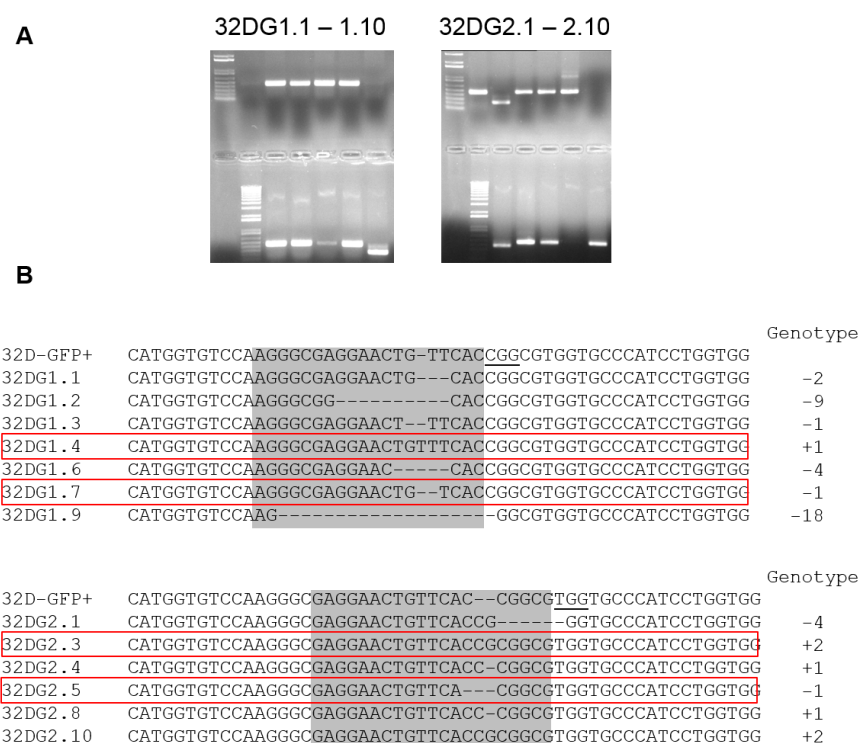 A
32DG1.1 – 1.10 32DG2.1 – 2.10
B
Genotype
32D-GFP+ CATGGTGTCCAAGGGCGAGGAACTG-TTCACCGGCGTGGTGCCCATCCTGGTGG
32DG1.1 CATGGTGTCCAAGGGCGAGGAACTG---CACCGGCGTGGTGCCCATCCTGGTGG -2
32DG1.2 CATGGTGTCCAAGGGCGG----------CACCGGCGTGGTGCCCATCCTGGTGG -9
32DG1.3 CATGGTGTCCAAGGGCGAGGAACT--TTCACCGGCGTGGTGCCCATCCTGGTGG -1
32DG1.4 CATGGTGTCCAAGGGCGAGGAACTGTTTCACCGGCGTGGTGCCCATCCTGGTGG +1
32DG1.6 CATGGTGTCCAAGGGCGAGGAAC-----CACCGGCGTGGTGCCCATCCTGGTGG -4
32DG1.7 CATGGTGTCCAAGGGCGAGGAACTG--TCACCGGCGTGGTGCCCATCCTGGTGG -1
32DG1.9 CATGGTGTCCAAG-------------------GGCGTGGTGCCCATCCTGGTGG -18
Genotype
32D-GFP+ CATGGTGTCCAAGGGCGAGGAACTGTTCAC--CGGCGTGGTGCCCATCCTGGTGG
32DG2.1 CATGGTGTCCAAGGGCGAGGAACTGTTCACCG------GGTGCCCATCCTGGTGG -4
32DG2.3 CATGGTGTCCAAGGGCGAGGAACTGTTCACCGCGGCGTGGTGCCCATCCTGGTGG +2
32DG2.4 CATGGTGTCCAAGGGCGAGGAACTGTTCACC-CGGCGTGGTGCCCATCCTGGTGG +1
32DG2.5 CATGGTGTCCAAGGGCGAGGAACTGTTCA---CGGCGTGGTGCCCATCCTGGTGG -1
32DG2.8 CATGGTGTCCAAGGGCGAGGAACTGTTCACC-CGGCGTGGTGCCCATCCTGGTGG +1
32DG2.10 CATGGTGTCCAAGGGCGAGGAACTGTTCACCGCGGCGTGGTGCCCATCCTGGTGG +2